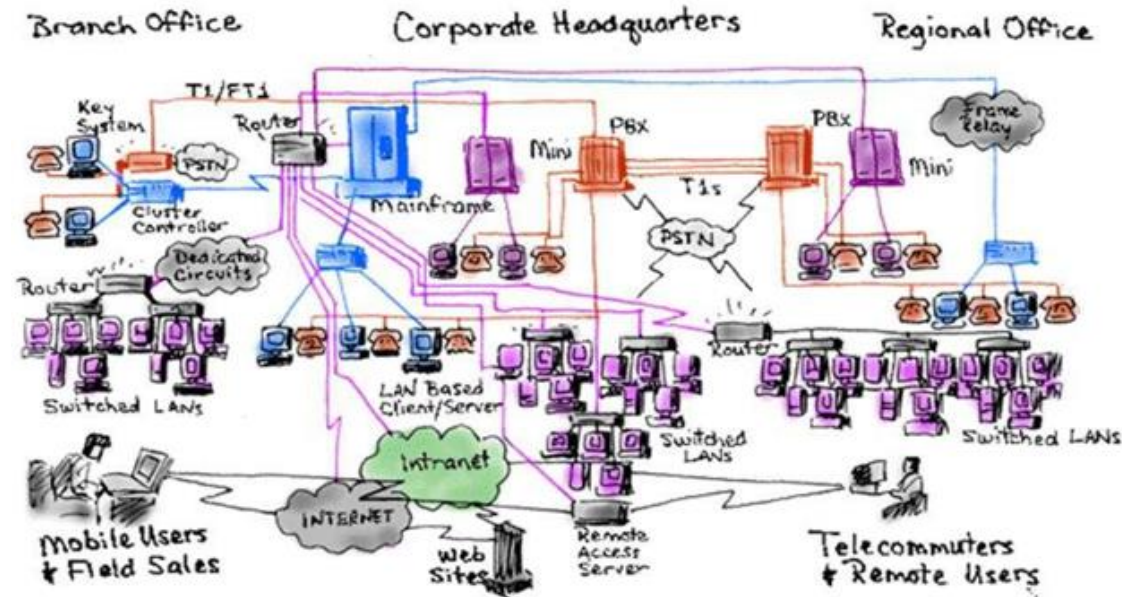 Branch Office
Corporate Headquarters
Regional Office
T1/FT1
Key
System
Router
PBX
PBX
Frame
Relay
PSTN
Mini
Mini
T1s
Cluster
Controller
Mainframe
PSTN
Dedicated
Circuits
Router
Router
LAN Based
Client/Server
Switched LANs
Switched
LANs
Switched LANs
Intranet
INTERNET
Mobile Users
& Field Sales
Web
Sites
Remote
Access
Server
Telecommuters
& Remote Users